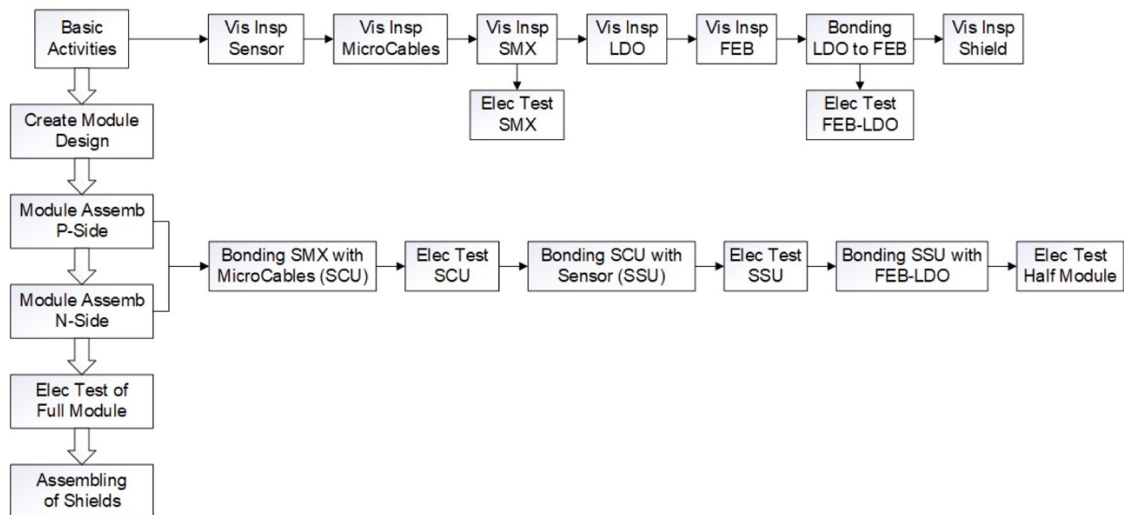 Basic
Activities
Vis Insp
Sensor
Vis Insp
MicroCables
Vis Insp
SMX
Vis Insp
LDO
Vis Insp
FEB
Bonding
LDO to FEB
Vis Insp
Shield
Elec Test
SMX
Elec Test
FEB-LDO
Create Module
Design
Module Assemb
P-Side
Bonding SMX with
MicroCables (SCU)
Elec Test
SCU
Bonding SCU with
Sensor (SSU)
Elec Test
SSU
Bonding SSU with
FEB-LDO
Elec Test
Half Module
Module Assemb
N-Side
Elec Test of
Full Module
Assembling
of Shields